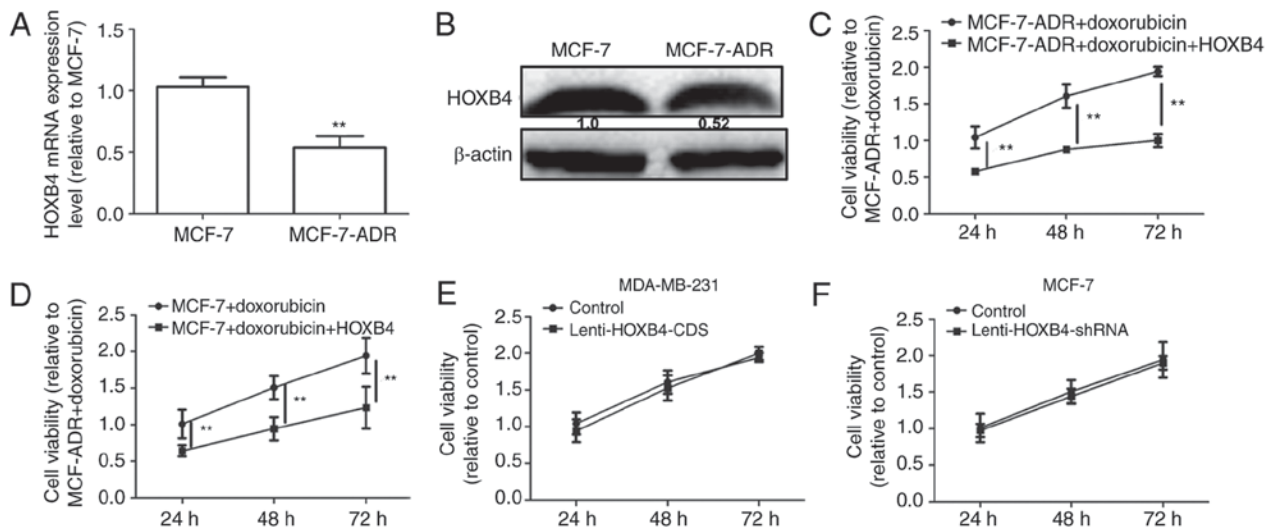 A
HOXB4 mRNA expression
level (relative to MCF-7)
1.5
1.0
0.5
0.0
**
MCF-7
MCF-7-ADR
B
MCF-7
MCF-7-ADR
HOXB4
1.0
0.52
β-actin
C
MCF-7-ADR+doxorubicin
MCF-7-ADR+doxorubicin+HOXB4
Cell viability (relative to
MCF-ADR+doxorubicin)
2.5
2.0
1.5
1.0
0.5
0.0
**
**
**
24 h
48 h
72 h
D
MCF-7+doxorubicin
MCF-7+doxorubicin+HOXB4
Cell viability (relative to
MCF-ADR+doxorubicin)
2.5
2.0
1.5
1.0
0.5
0.0
**
**
**
24 h
48 h
72 h
E
MDA-MB-231
Control
Lenti-HOXB4-CDS
Cell viability
(relative to control)
2.5
2.0
1.5
1.0
0.5
0.0
24 h
48 h
72 h
F
MCF-7
Control
Lenti-HOXB4-shRNA
Cell viability
(relative to control)
2.5
2.0
1.5
1.0
0.5
0.0
24 h
48 h
72 h